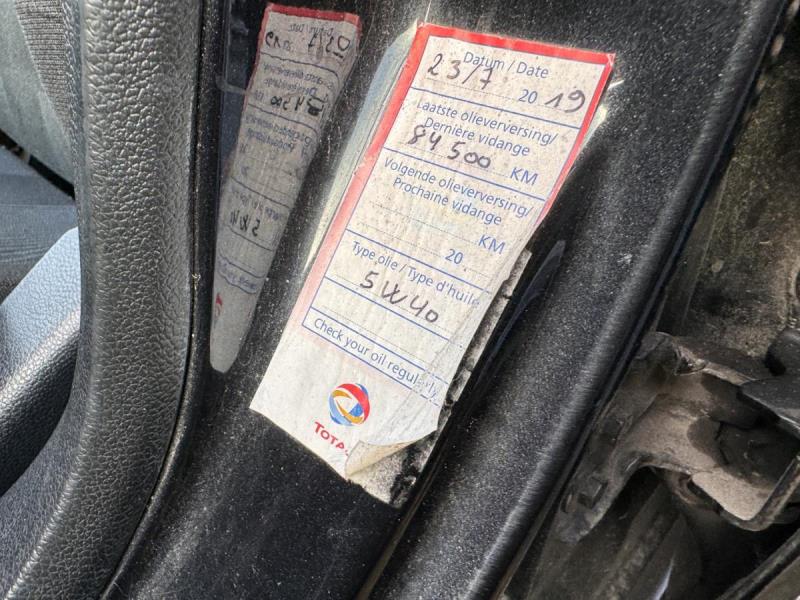 Datum / Date
23/7 20 19
Laatste olieverversing/
Dernière vidange
84 500 KM
Volgende olieverversing/
Prochaine vidange
KM
20
Type olie / Type d'huile
5W40
Check your oil regularly
TOTAL